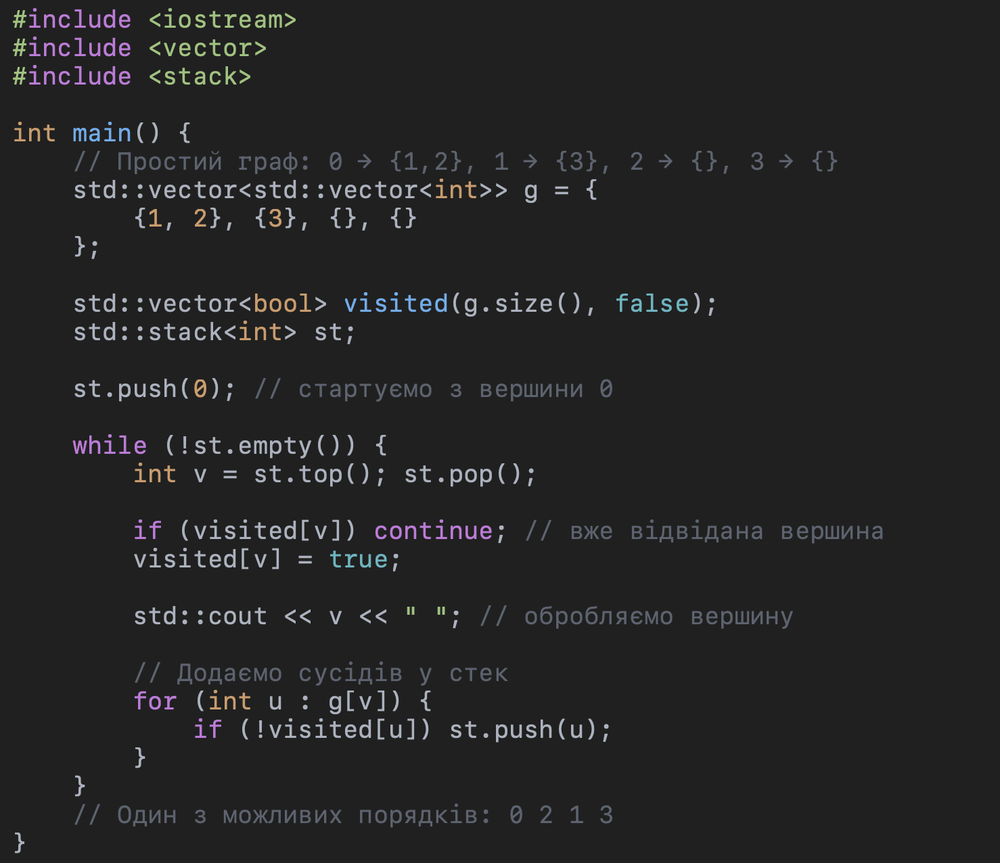 #include <iostream>
#include <vector>
#include <stack>

int main() {
    // Простий граф: 0 → {1,2}, 1 → {3}, 2 → {}, 3 → {}
    std::vector<std::vector<int>> g = {
        {1, 2}, {3}, {}, {}
    };

    std::vector<bool> visited(g.size(), false);
    std::stack<int> st;

    st.push(0); // стартуємо з вершини 0

    while (!st.empty()) {
        int v = st.top(); st.pop();

        if (visited[v]) continue; // вже відвідана вершина
        visited[v] = true;

        std::cout << v << " "; // обробляємо вершину

        // Додаємо сусідів у стек
        for (int u : g[v]) {
            if (!visited[u]) st.push(u);
        }
    }
    // Один з можливих порядків: 0 2 1 3
}